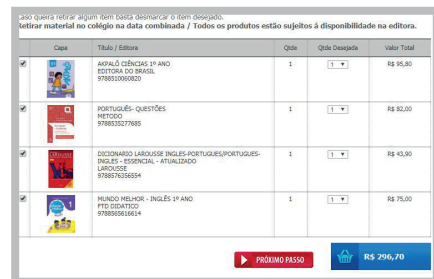 Caso queira retirar algum item basta desmarcar o item desejado.
Retirar material no colégio na data combinada / Todos os produtos estão sujeitos á disponibilidade na editora.
Capa Título / Editora Qtde Qtde Desejada Valor Total
AKPALÔ CIÊNCIAS 1º ANO
EDITORA DO BRASIL
9788510060820
1 1 R$ 95,80
PORTUGUÊS- QUESTÕES
METODO
9788535277685
1 1 R$ 82,00
DICIONARIO LAROUSSE INGLES-PORTUGUES/PORTUGUES-
INGLES - ESSENCIAL - ATUALIZADO
LAROUSSE
9788576356554
1 1 R$ 43,90
MUNDO MELHOR - INGLÊS 1º ANO
FTD DIDATICO
9788565616614
1 1 R$ 75,00
PRÓXIMO PASSO R$ 296,70